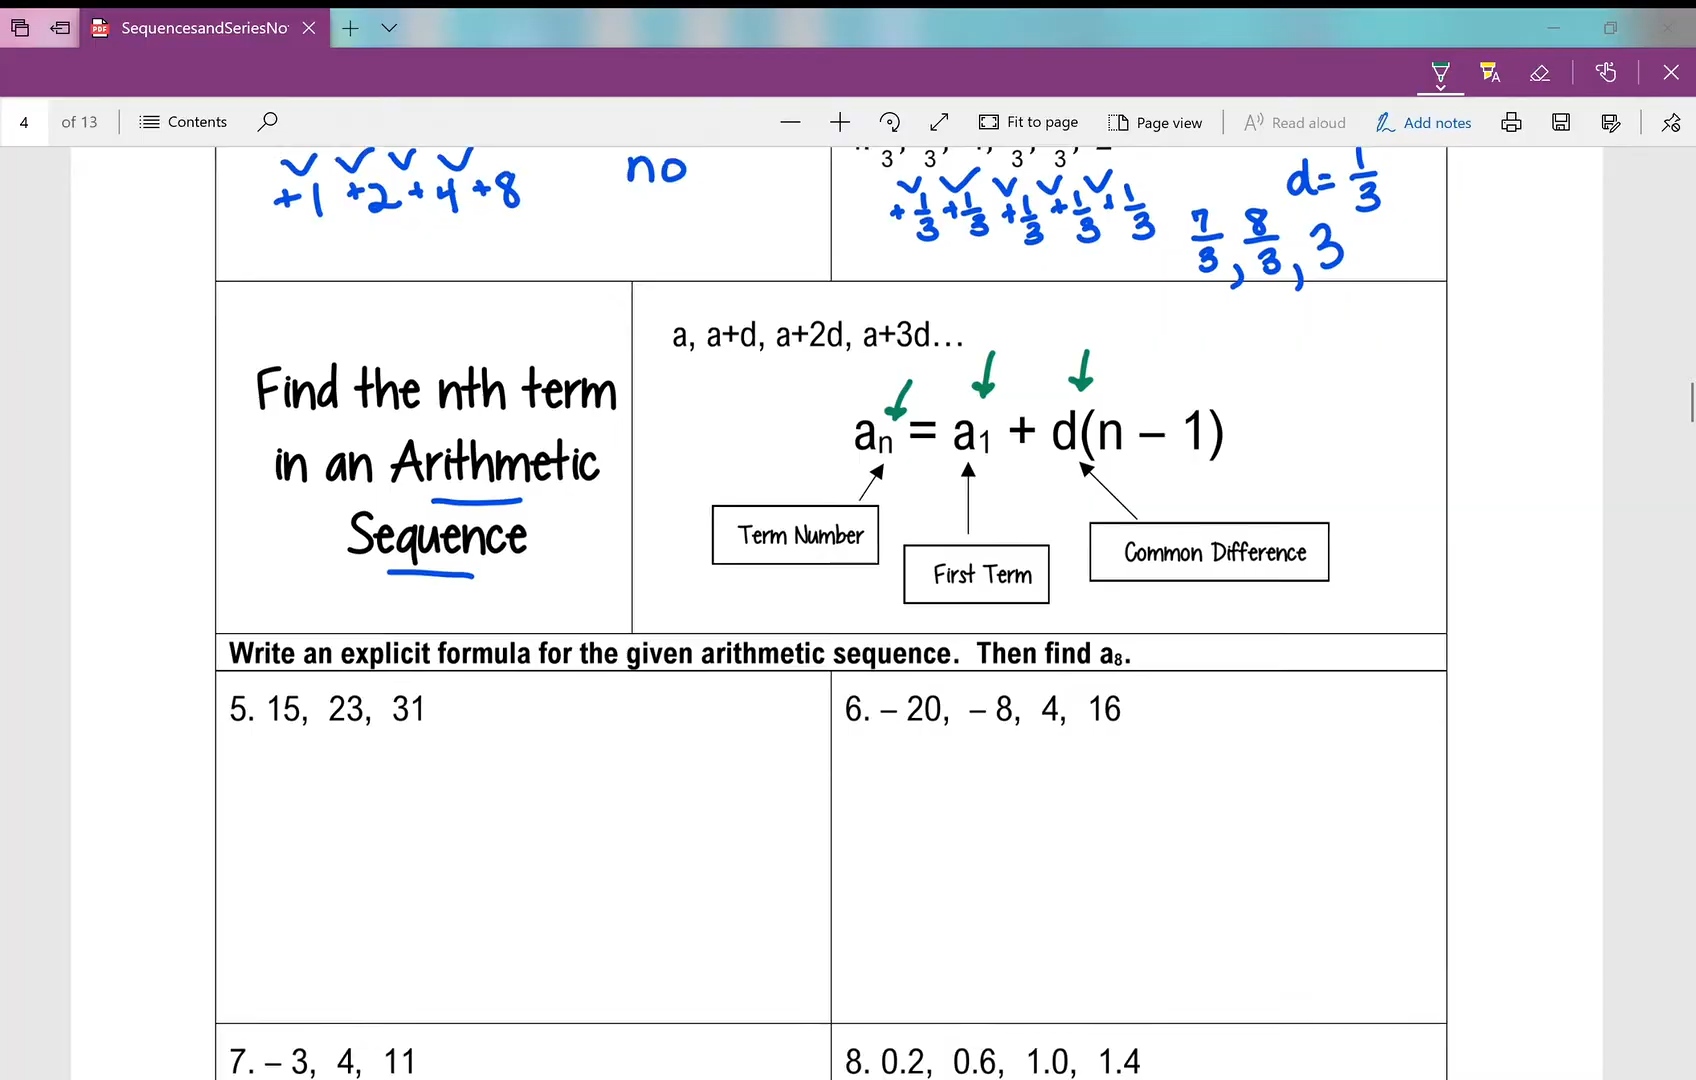 SequencesandSeriesNo
4 of 13 Contents Fit to page Page view Read aloud Add notes
3, 3, 3, 3,
+1 +2 +4 +8 no
+1/3 +1/3 +1/3 +1/3 +1/3 d=1/3
7/3, 8/3, 3
a, a+d, a+2d, a+3d…
Find the nth term
in an Arithmetic
Sequence
aₙ = a₁ + d(n – 1)
Term Number
First Term
Common Difference
Write an explicit formula for the given arithmetic sequence. Then find a₈.
5. 15, 23, 31
6. – 20, – 8, 4, 16
7. – 3, 4, 11
8. 0.2, 0.6, 1.0, 1.4